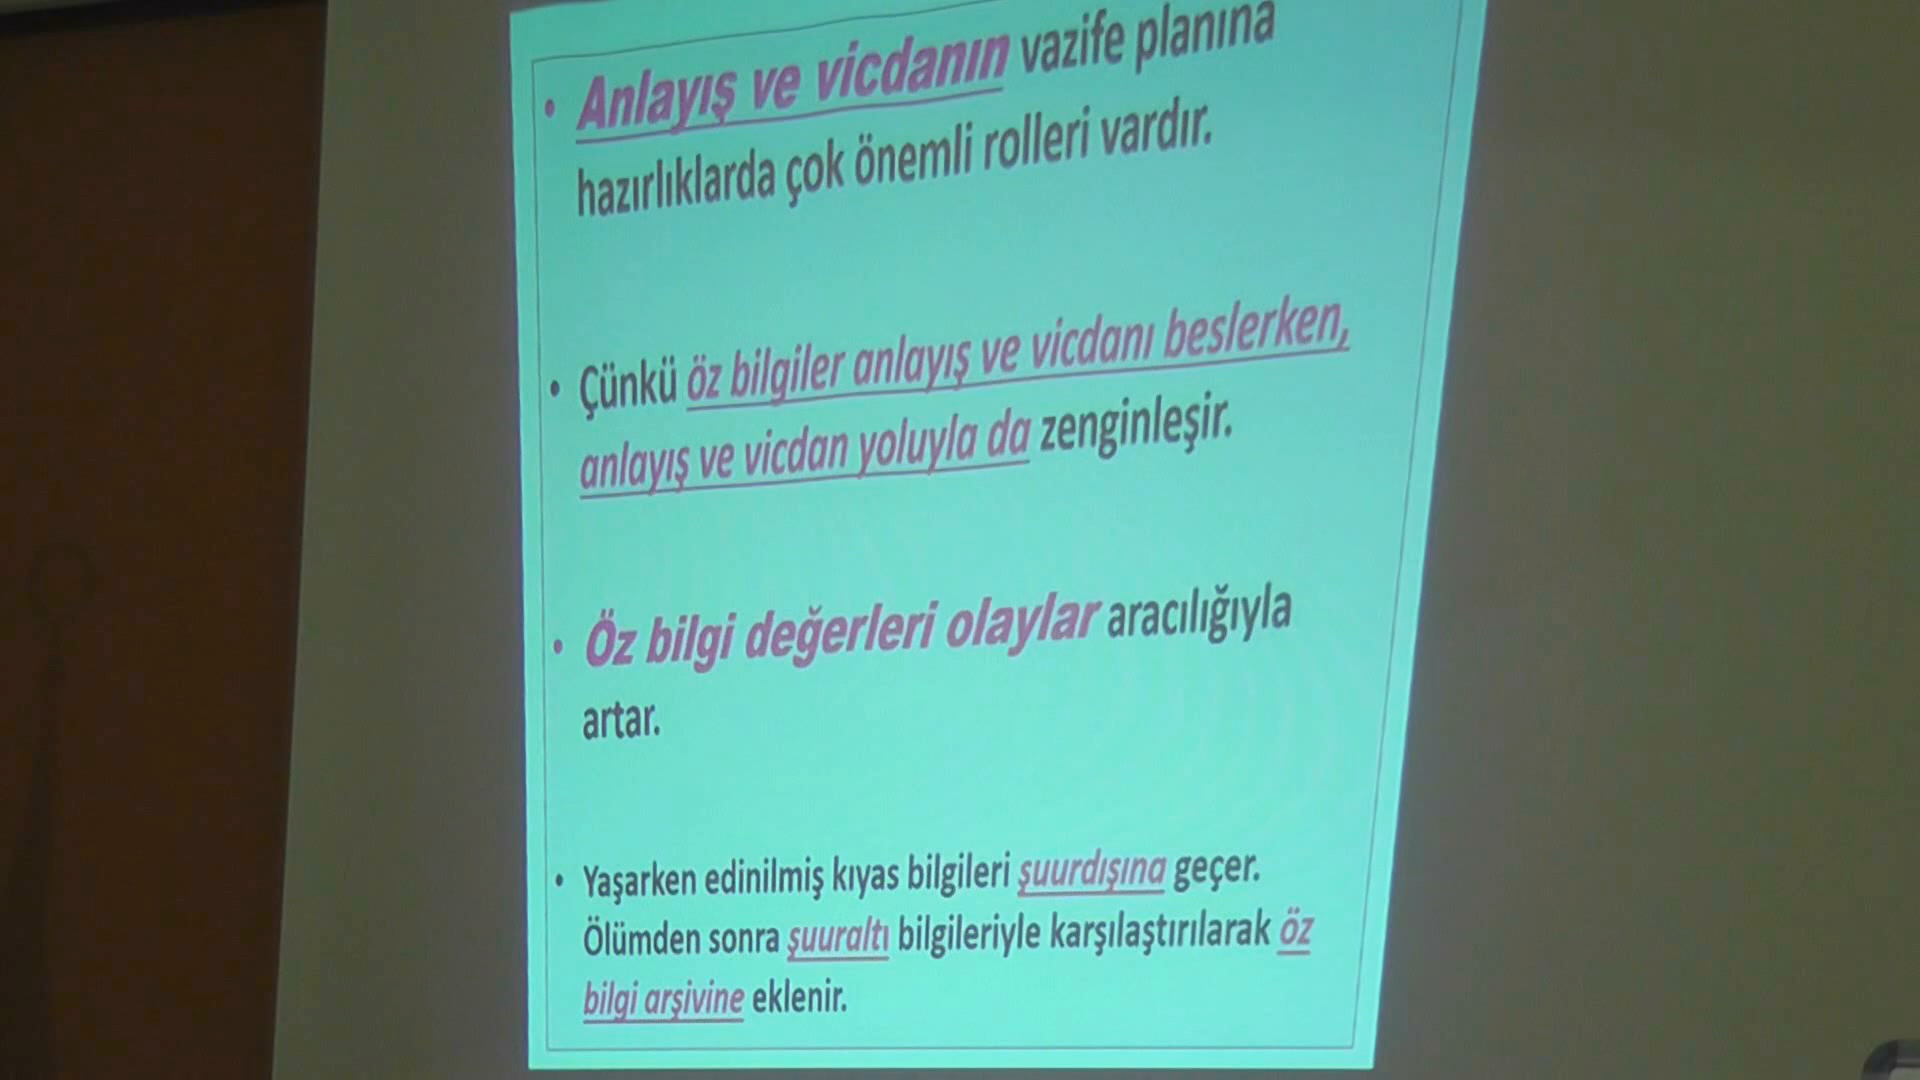 • Anlayış ve vicdanın vazife planına
hazırlıklarda çok önemli rolleri vardır.
• Çünkü öz bilgiler anlayış ve vicdanı beslerken,
anlayış ve vicdan yoluyla da zenginleşir.
• Öz bilgi değerleri olaylar aracılığıyla
artar.
• Yaşarken edinilmiş kıyas bilgileri şuurdışına geçer.
Ölümden sonra şuuraltı bilgileriyle karşılaştırılarak öz
bilgi arşivine eklenir.